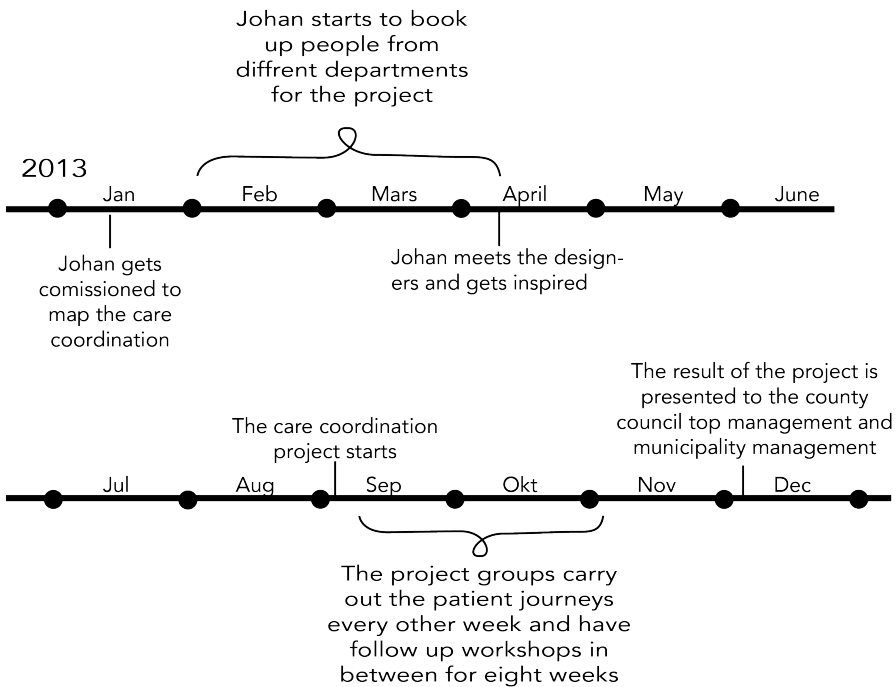 Johan starts to book
up people from
diffrent departments
for the project
2013
Jan Feb Mars April May June
Johan gets
comissioned to
map the care
coordination
Johan meets the design-
ers and gets inspired
The result of the project is
presented to the county
council top management and
municipality management
The care coordination
project starts
Jul Aug Sep Okt Nov Dec
The project groups carry
out the patient journeys
every other week and have
follow up workshops in
between for eight weeks